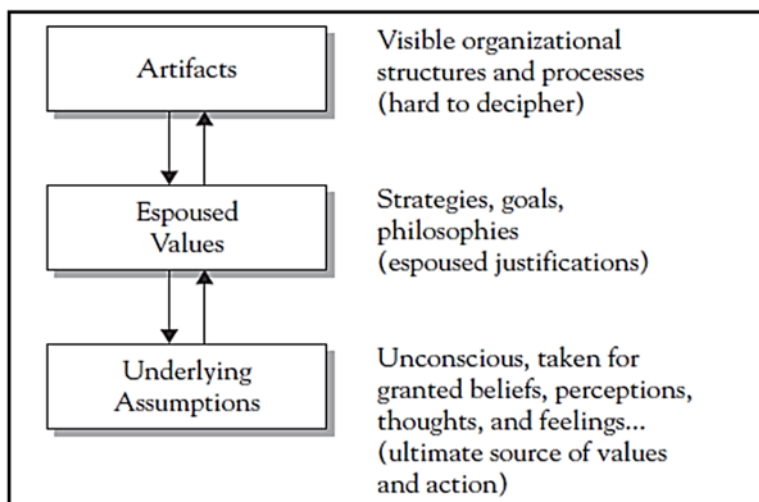 Artifacts
Visible organizational
structures and processes
(hard to decipher)
Espoused
Values
Strategies, goals,
philosophies
(espoused justifications)
Underlying
Assumptions
Unconscious, taken for
granted beliefs, perceptions,
thoughts, and feelings...
(ultimate source of values
and action)